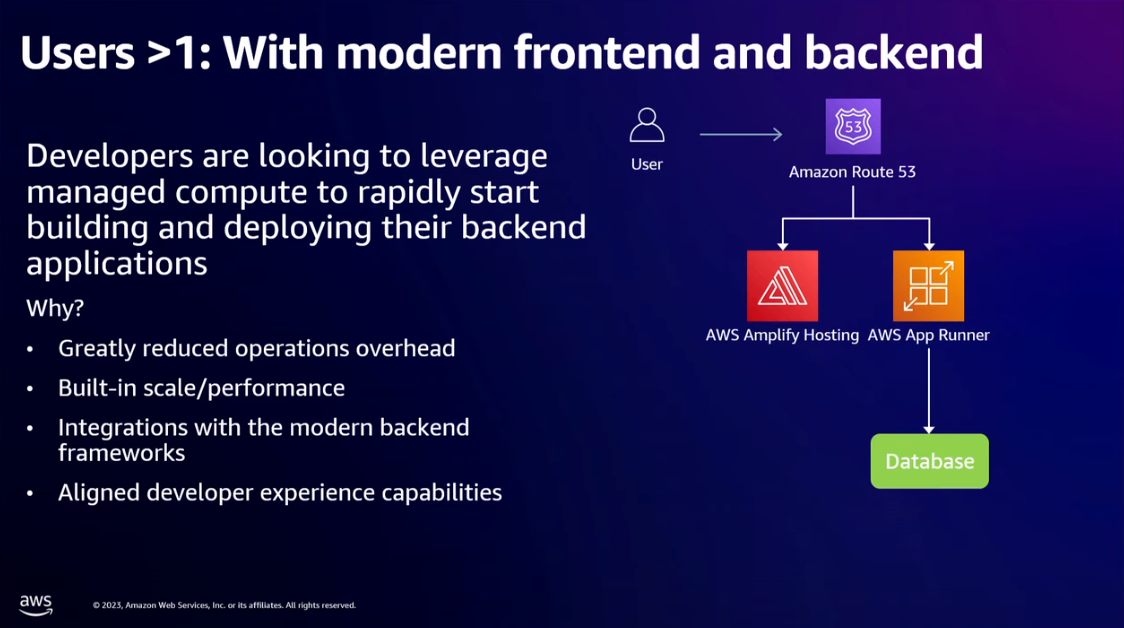 Users >1: With modern frontend and backend
Developers are looking to leverage
managed compute to rapidly start
building and deploying their backend
applications
Why?
• Greatly reduced operations overhead
• Built-in scale/performance
• Integrations with the modern backend
frameworks
• Aligned developer experience capabilities
User
53
Amazon Route 53
AWS Amplify Hosting
AWS App Runner
Database
aws
© 2023, Amazon Web Services, Inc. or its affiliates. All rights reserved.